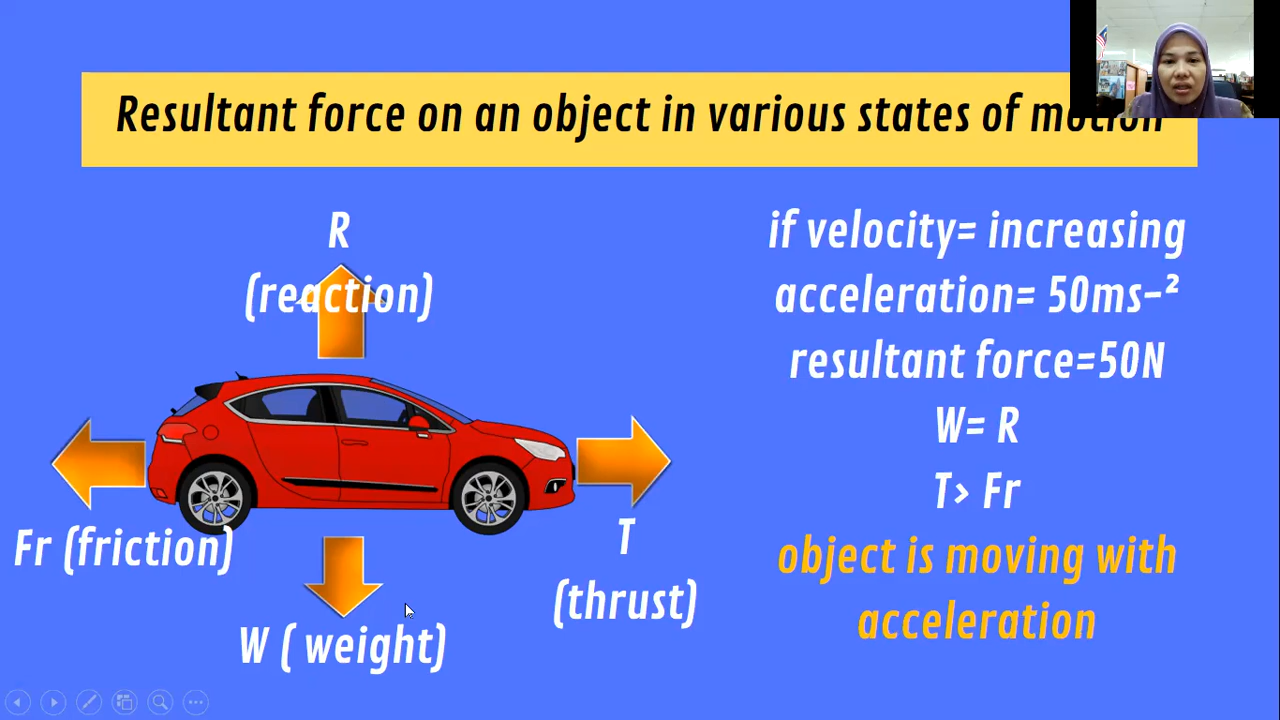 Resultant force on an object in various states of motion
R
(reaction)
Fr (friction)
T
(thrust)
W ( weight)
if velocity= increasing
acceleration= 50ms-²
resultant force=50N
W= R
T> Fr
object is moving with
acceleration